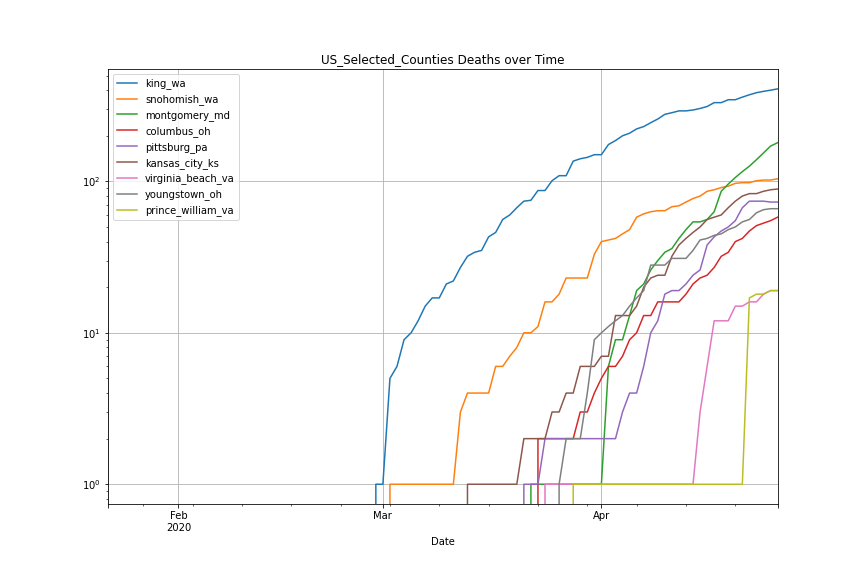 US_Selected_Counties Deaths over Time
king_wa
snohomish_wa
montgomery_md
columbus_oh
pittsburg_pa
kansas_city_ks
virginia_beach_va
youngstown_oh
prince_william_va
10²
10¹
10⁰
Feb
2020
Mar
Apr
Date